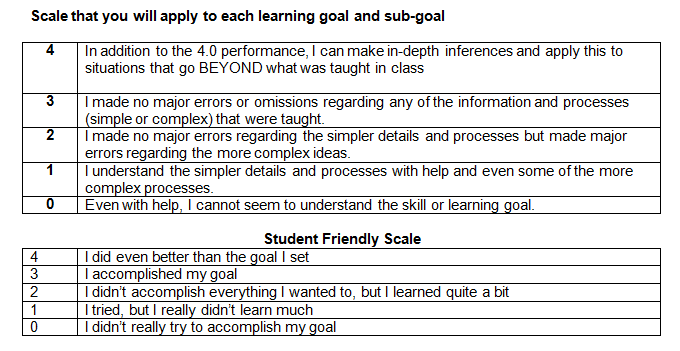 Scale that you will apply to each learning goal and sub-goal
4 In addition to the 4.0 performance, I can make in-depth inferences and apply this to
situations that go BEYOND what was taught in class
3 I made no major errors or omissions regarding any of the information and processes
(simple or complex) that were taught.
2 I made no major errors regarding the simpler details and processes but made major
errors regarding the more complex ideas.
1 I understand the simpler details and processes with help and even some of the more
complex processes.
0 Even with help, I cannot seem to understand the skill or learning goal.
Student Friendly Scale
4 I did even better than the goal I set
3 I accomplished my goal
2 I didn't accomplish everything I wanted to, but I learned quite a bit
1 I tried, but I really didn't learn much
0 I didn't really try to accomplish my goal